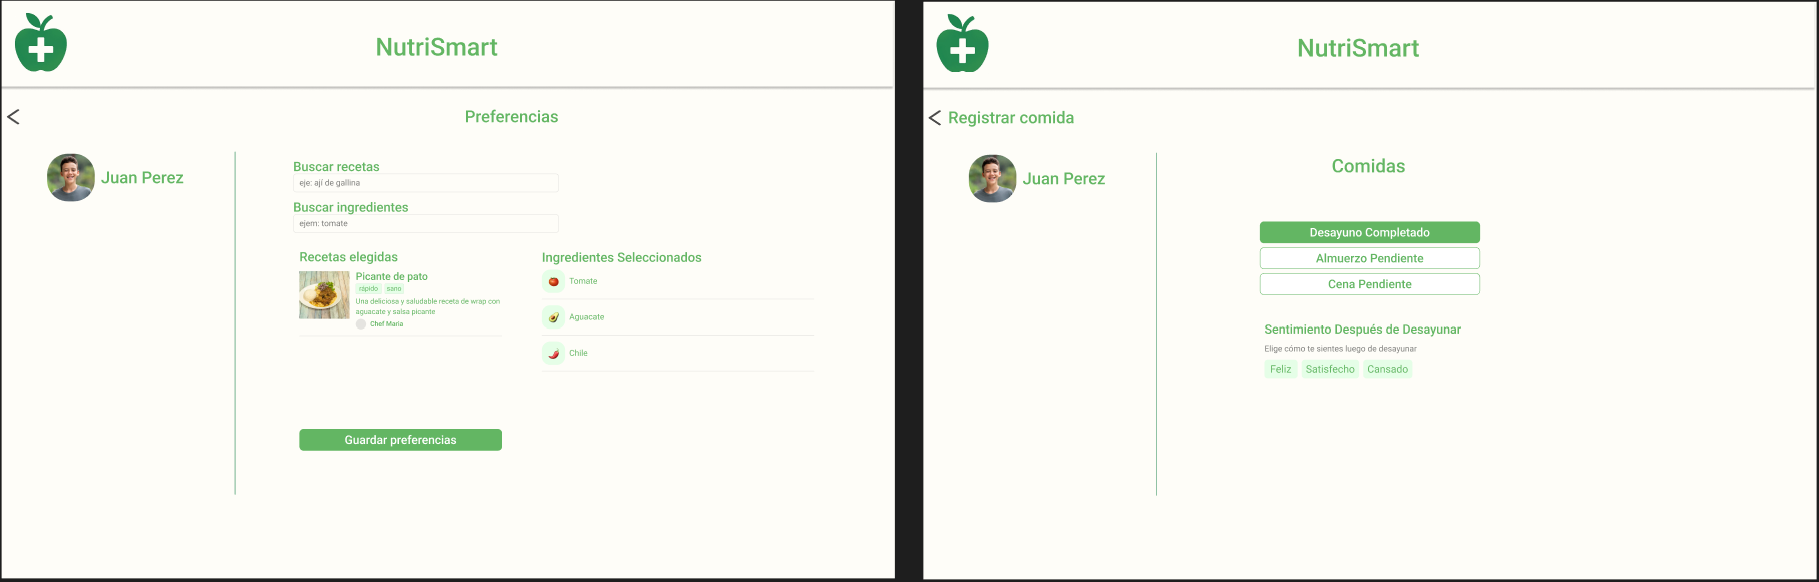 NutriSmart
Preferencias
Juan Perez
Buscar recetas
eje: ají de gallina
Buscar ingredientes
ejem: tomate
Recetas elegidas
Picante de pato
rápido
sano
Una deliciosa y saludable receta de wrap con
aguacate y salsa picante
Chef Maria
Ingredientes Seleccionados
Tomate
Aguacate
Chile
Guardar preferencias
NutriSmart
Registrar comida
Juan Perez
Comidas
Desayuno Completado
Almuerzo Pendiente
Cena Pendiente
Sentimiento Después de Desayunar
Elige cómo te sientes luego de desayunar
Feliz
Satisfecho
Cansado